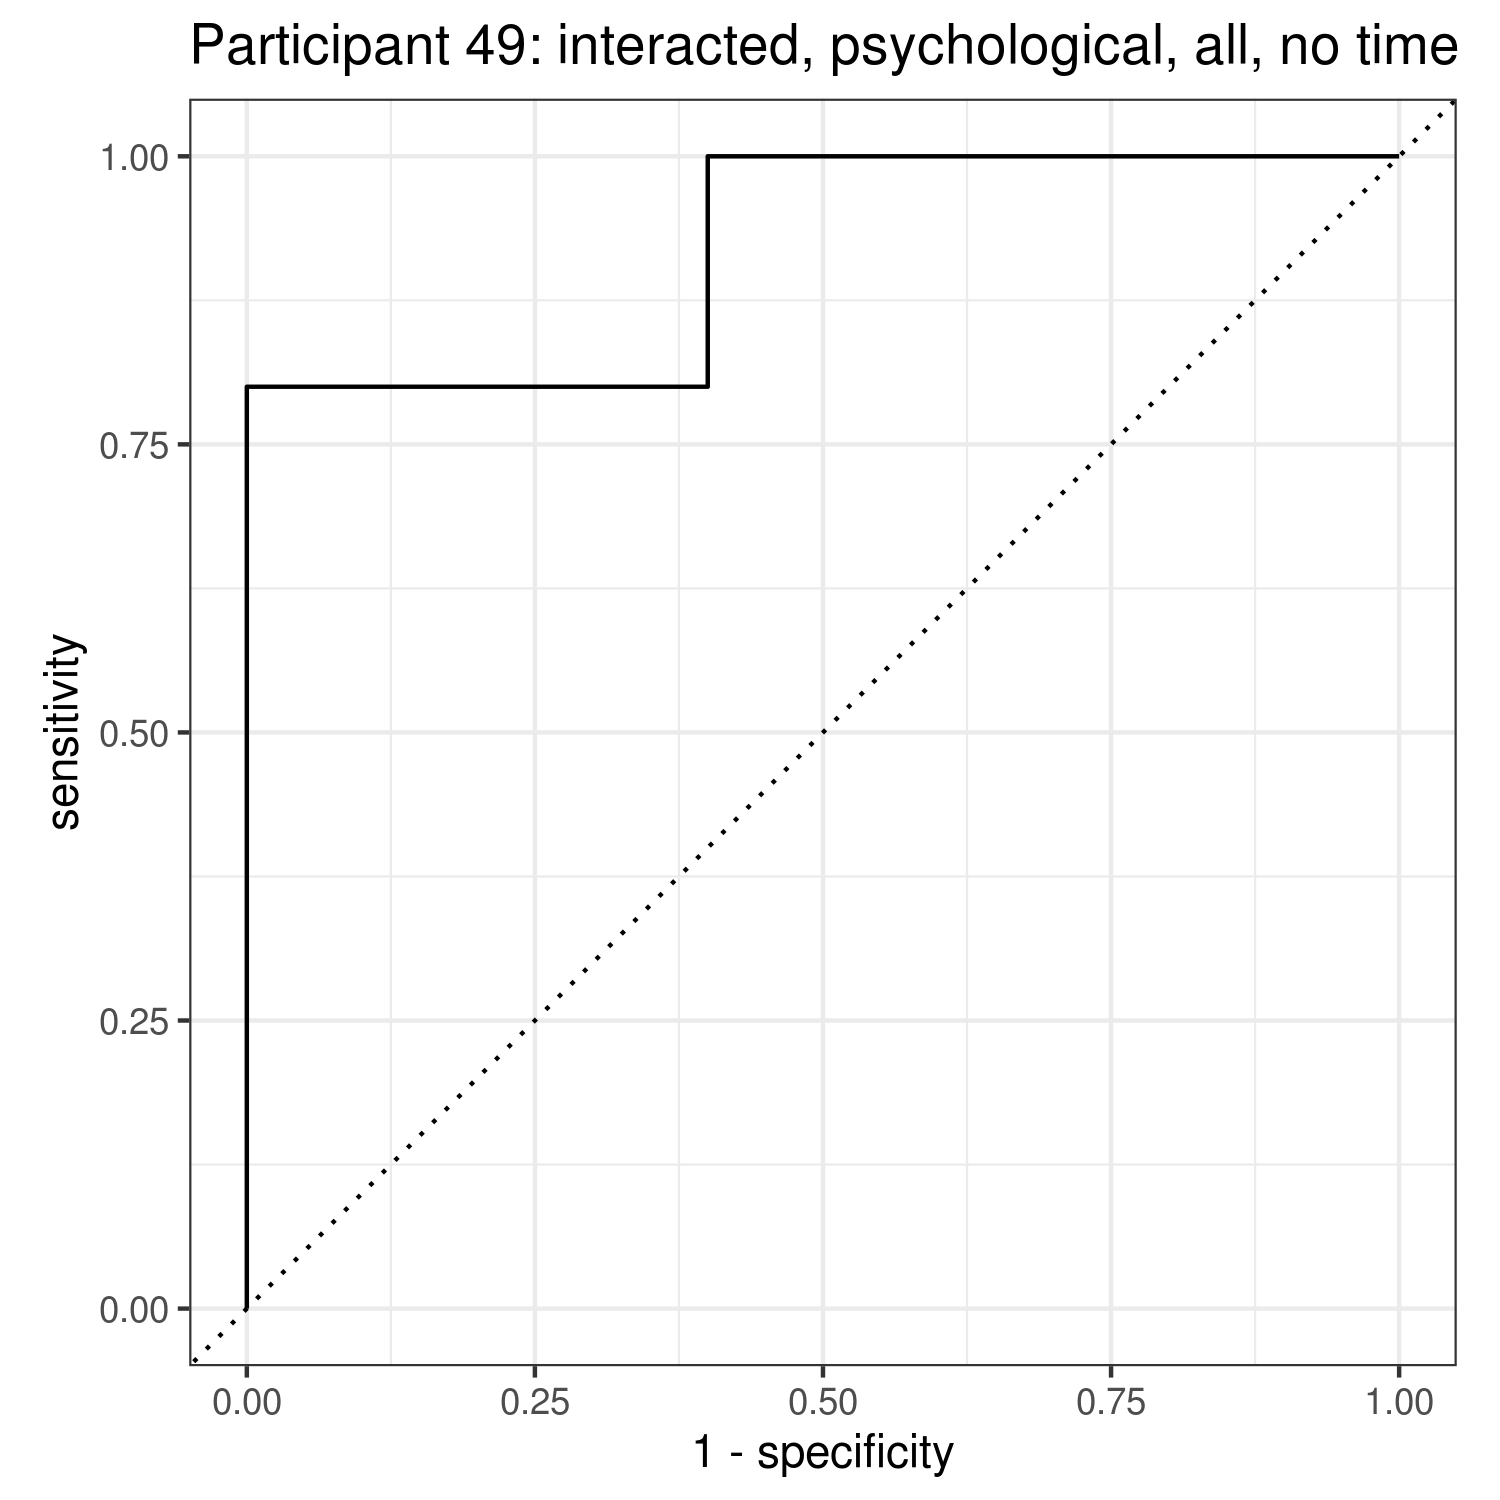 Participant 49: interacted, psychological, all, no time
1.00
0.75
0.50
0.25
0.00
sensitivity
0.00 0.25 0.50 0.75 1.00
1 - specificity